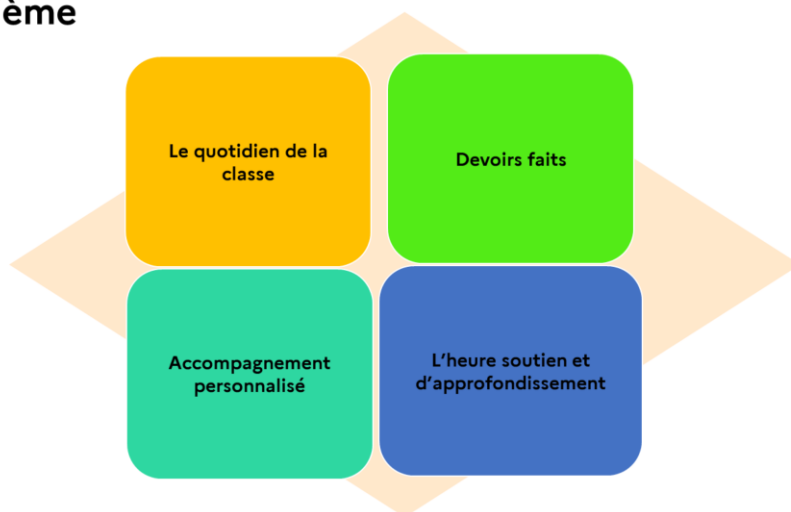 ème
Le quotidien de la
classe
Devoirs faits
Accompagnement
personnalisé
L'heure soutien et
d'approfondissement